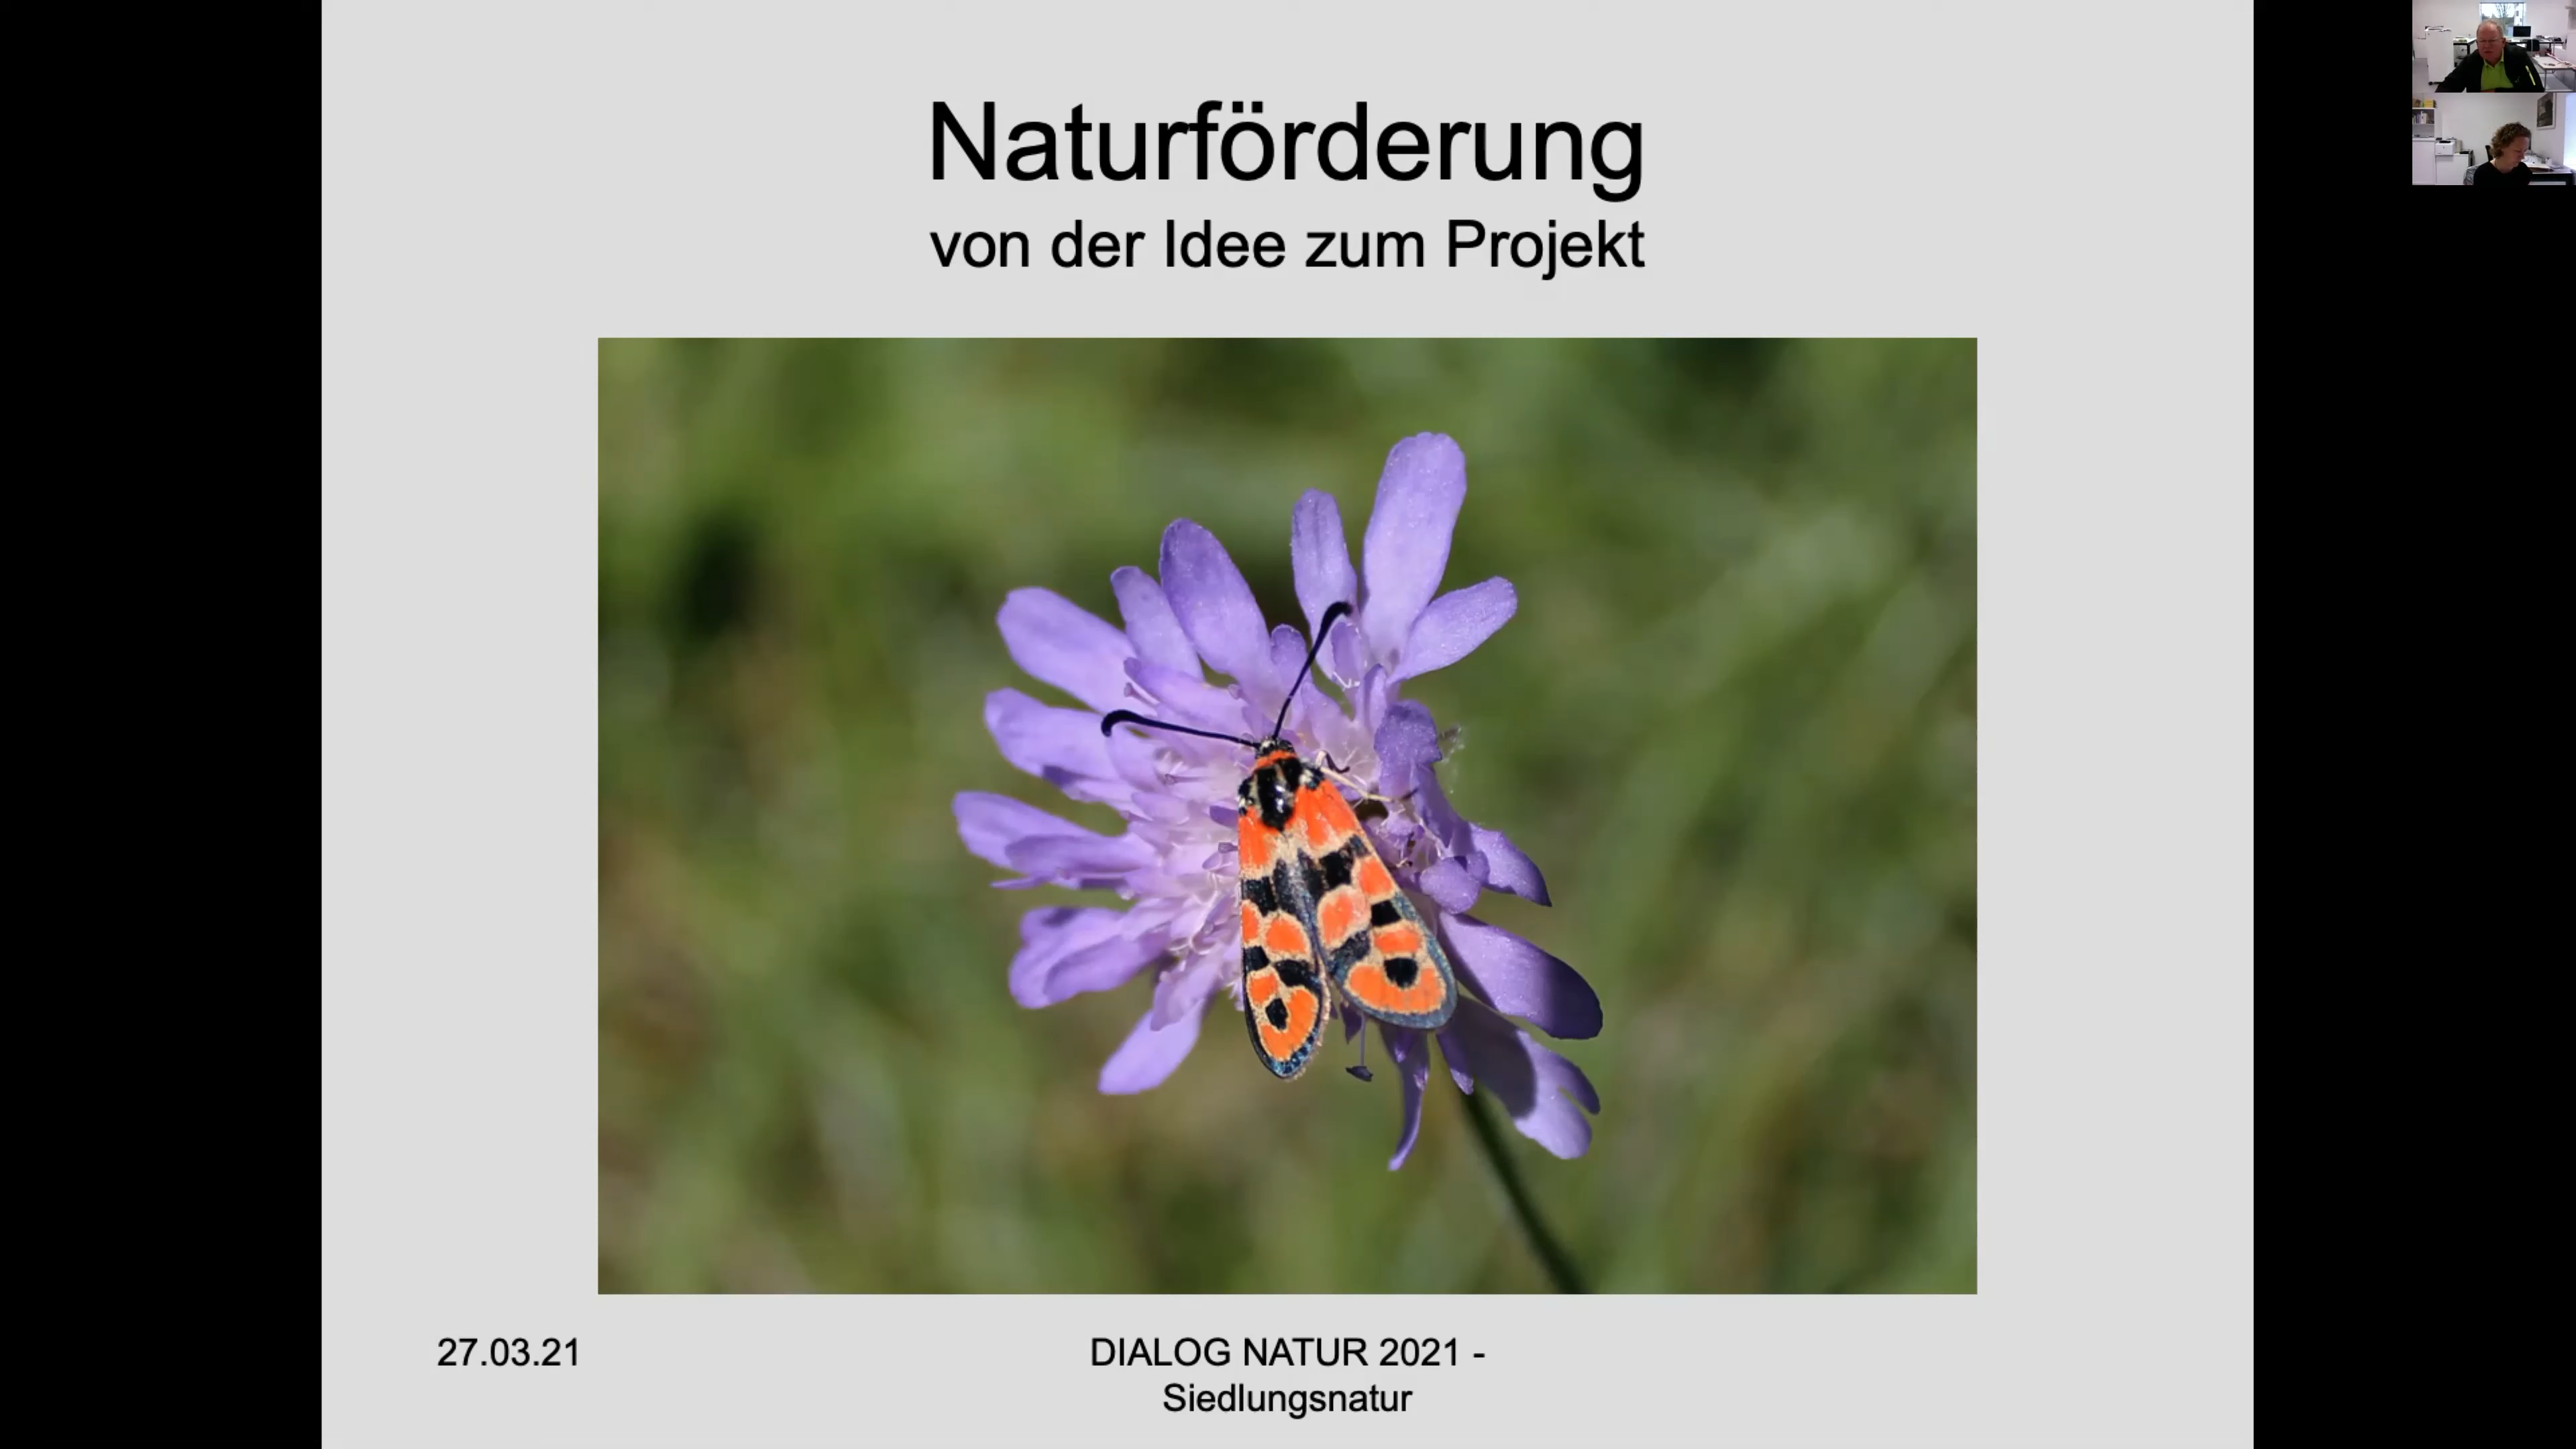 Naturförderung
von der Idee zum Projekt
27.03.21
DIALOG NATUR 2021 -
Siedlungsnatur